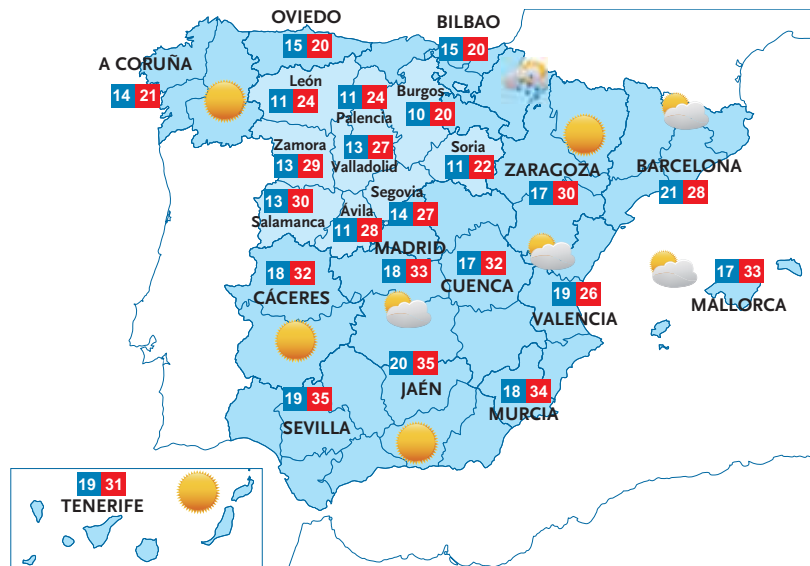 OVIEDO
15 20
BILBAO
15 20
A CORUÑA
14 21
León
11 24
11 24
Palencia
Burgos
10 20
Zamora
13 29
13 27
Valladolid
Soria
11 22
ZARAGOZA
17 30
BARCELONA
21 28
13 30
Salamanca
Ávila
11 28
Segovia
14 27
MADRID
18 33
17 32
CUENCA
18 32
CÁCERES
19 26
VALENCIA
17 33
MALLORCA
20 35
JAÉN
19 35
SEVILLA
18 34
MURCIA
19 31
TENERIFE